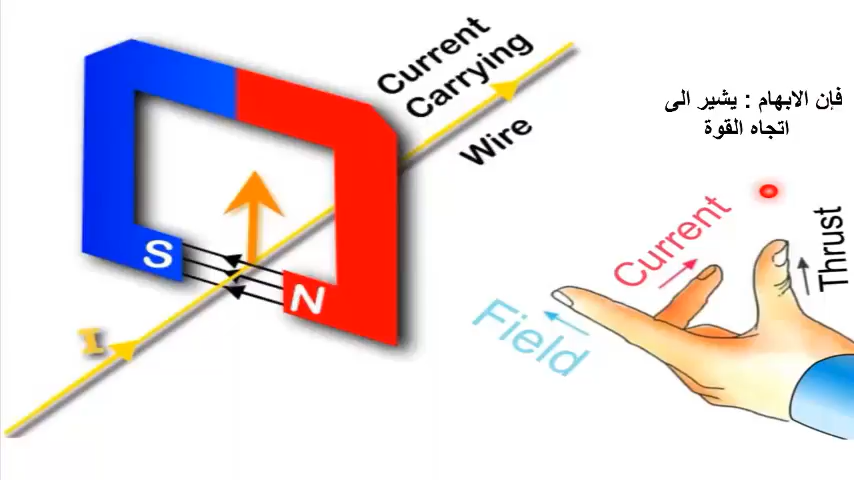 Current
Carrying
Wire
S
N
I
فإن الابهام : يشير الى
اتجاه القوة
Current
Thrust
Field